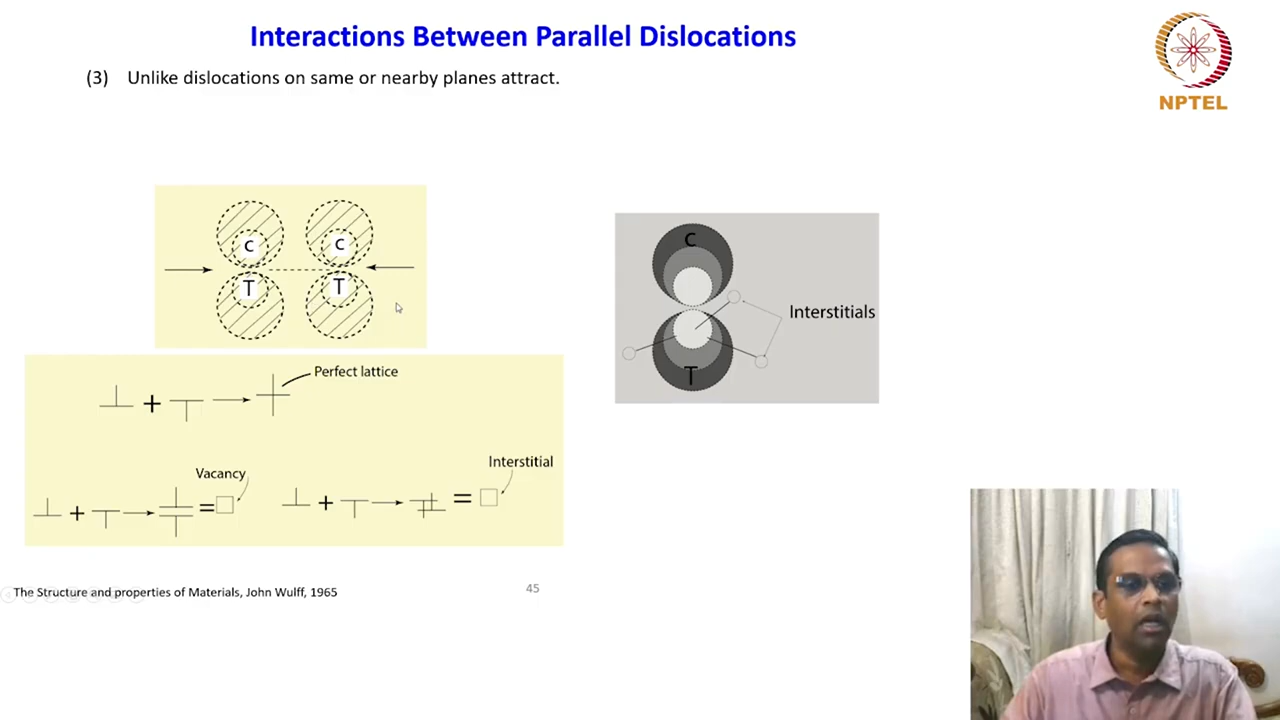 Interactions Between Parallel Dislocations
(3) Unlike dislocations on same or nearby planes attract.
NPTEL
C C
T T
C
T
Interstitials
Perfect lattice
+
Vacancy
+ =
Interstitial
+ =
The Structure and properties of Materials, John Wulff, 1965
45